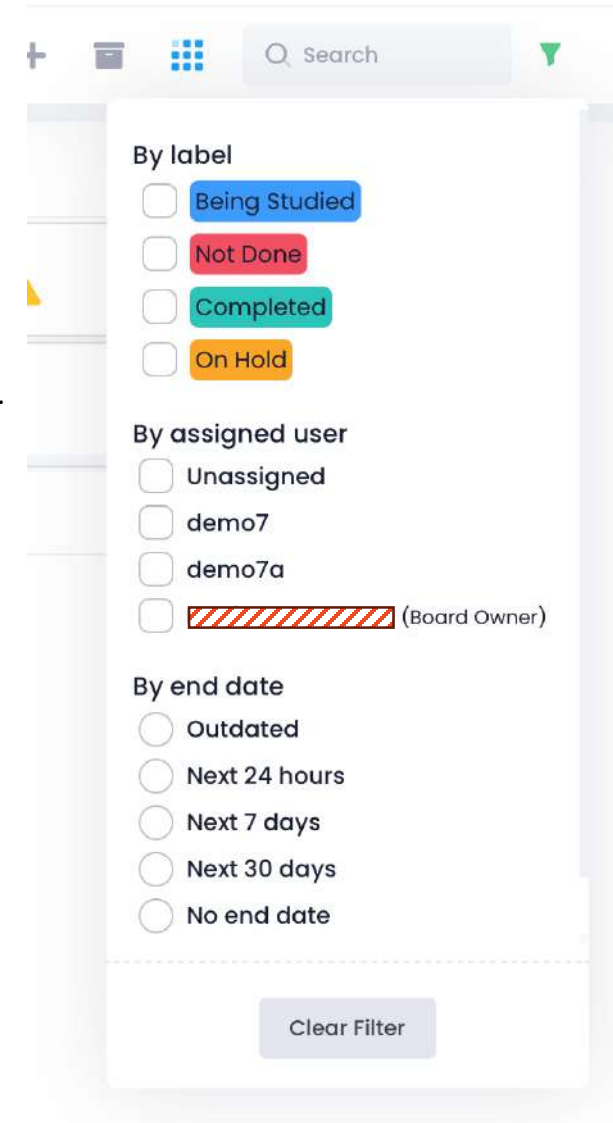 Search
By label
Being Studied
Not Done
Completed
On Hold
By assigned user
Unassigned
demo7
demo7a
(Board Owner)
By end date
Outdated
Next 24 hours
Next 7 days
Next 30 days
No end date
Clear Filter